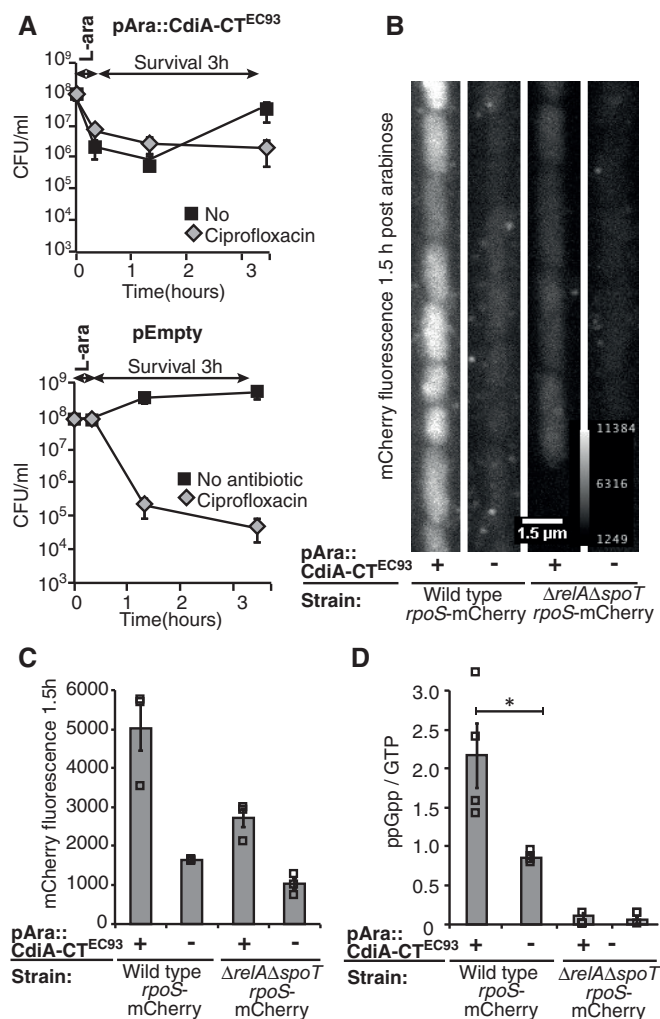 A
pAra::CdiA-CT^EC93
L-ara
Survival 3h
CFU/ml
10^9
10^8
10^7
10^6
10^5
10^4
10^3
No
Ciprofloxacin
0 1 2 3
Time(hours)
pEmpty
L-ara
Survival 3h
CFU/ml
10^9
10^8
10^7
10^6
10^5
10^4
10^3
No antibiotic
Ciprofloxacin
0 1 2 3
Time(hours)
B
mCherry fluorescence 1.5 h post arabinose
11384
6316
1249
1.5 µm
pAra::
CdiA-CT^EC93 + - + -
Strain: Wild type ΔrelAΔspoT
rpoS-mCherry rpoS-mCherry
C
mCherry fluorescence 1.5h
6000
5000
4000
3000
2000
1000
0
pAra::
CdiA-CT^EC93 + - + -
Strain: Wild type ΔrelAΔspoT
rpoS- rpoS-
mCherry mCherry
D
ppGpp / GTP
3.0
2.5
2.0
1.5
1.0
0.5
0
*
pAra::
CdiA-CT^EC93 + - + -
Strain: Wild type ΔrelAΔspoT
rpoS- rpoS-
mCherry mCherry